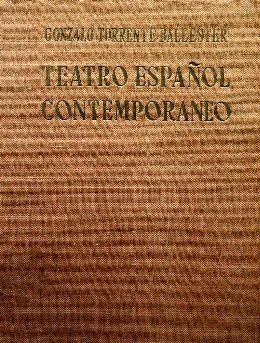 GONZALO TORRENTE BALLESTER
TEATRO ESPAÑOL
CONTEMPORANEO